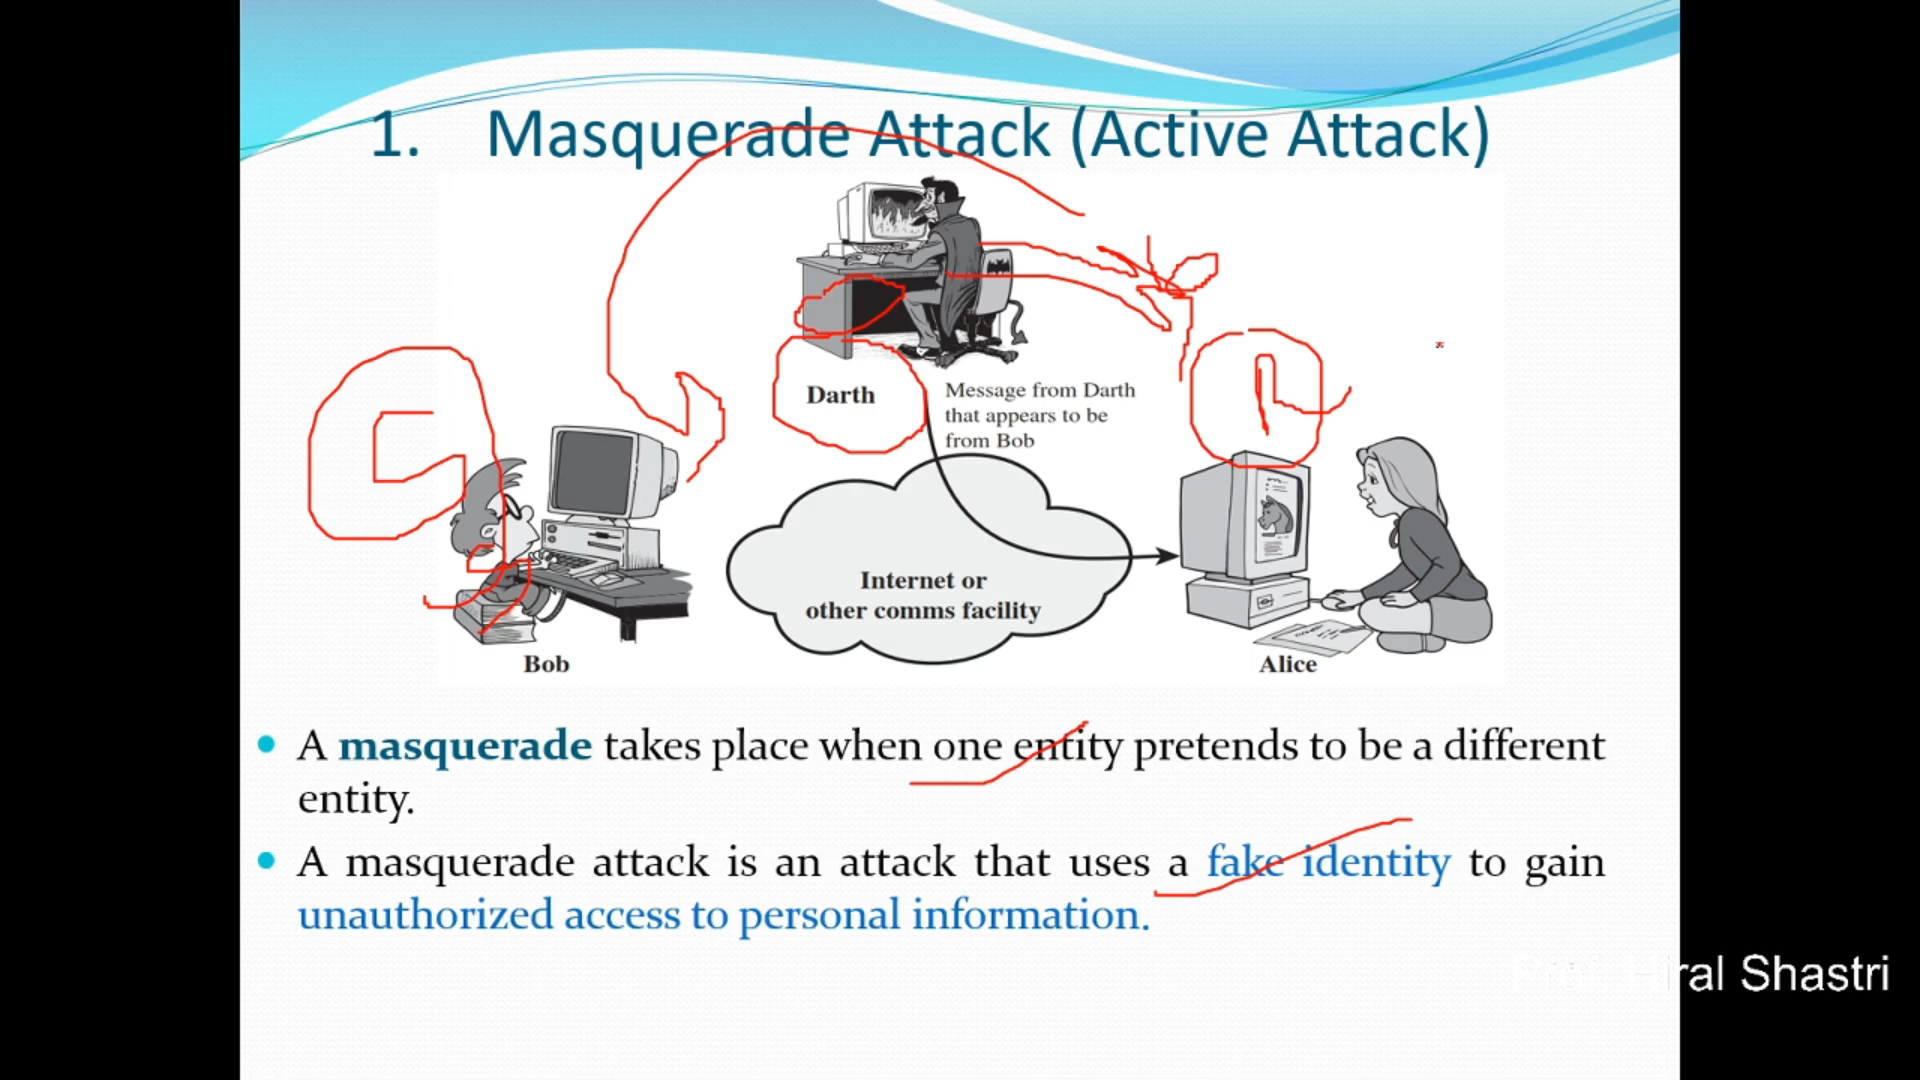 1. Masquerade Attack (Active Attack)
Darth
Message from Darth
that appears to be
from Bob
Internet or
other comms facility
Bob
Alice
A masquerade takes place when one entity pretends to be a different
entity.
A masquerade attack is an attack that uses a fake identity to gain
unauthorized access to personal information.
Prof. Hiral Shastri